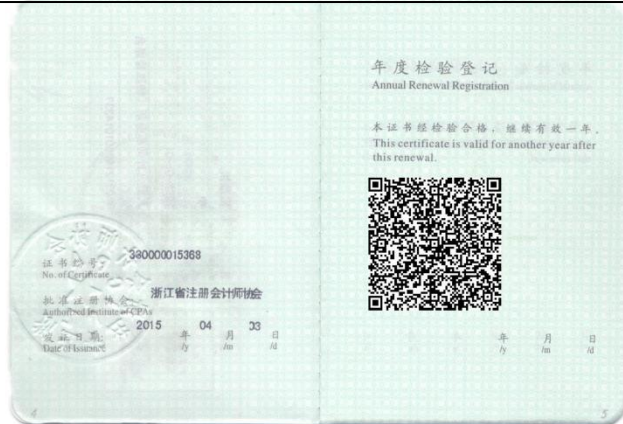 证书编号:
No. of Certificate
330000015368
批准注册协会:
Authorized Institute of CPAs
浙江省注册会计师协会
发证日期:
Date of Issuance
2015 年 04 月 03 日
/y /m /d
4
年度检验登记
Annual Renewal Registration
本证书经检验合格，继续有效一年.
This certificate is valid for another year after
this renewal.
年 月 日
/y /m /d
5